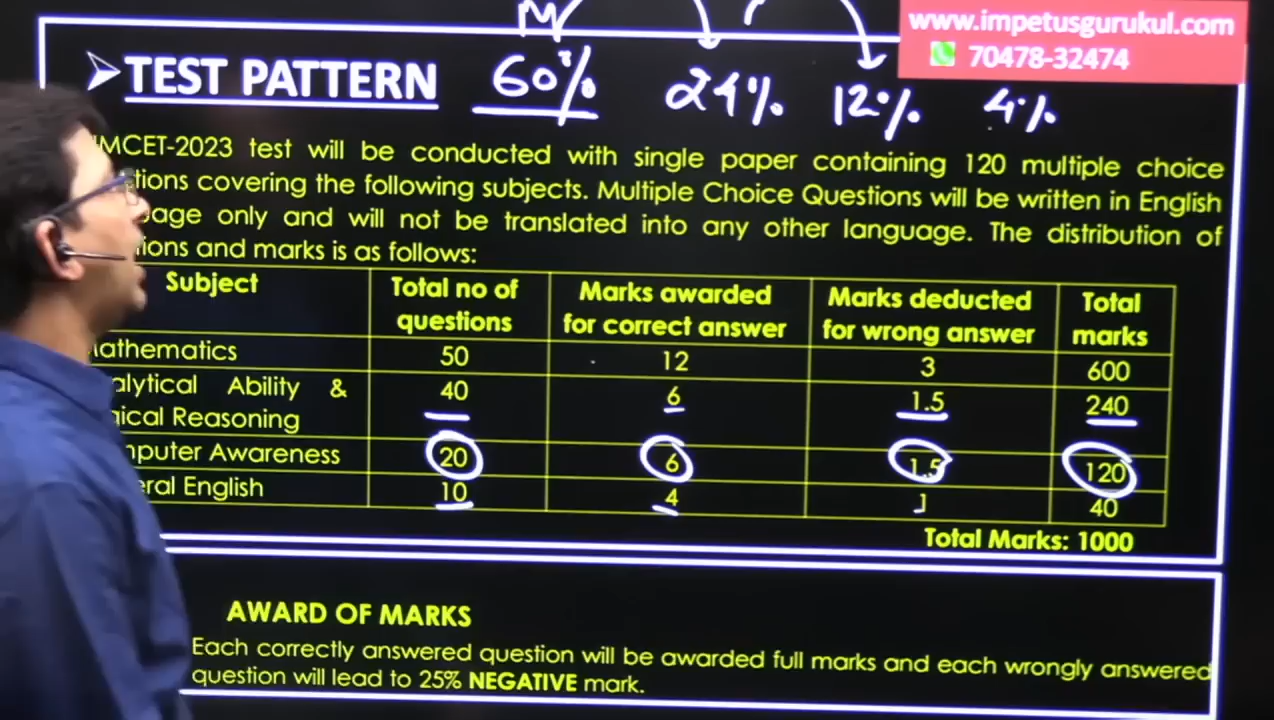 www.impetusgurukul.com
70478-32474
M
TEST PATTERN 60% 24% 12% 4%
MCET-2023 test will be conducted with single paper containing 120 multiple choice
tions covering the following subjects. Multiple Choice Questions will be written in English
age only and will not be translated into any other language. The distribution of
tions and marks is as follows:
Subject Total no of questions Marks awarded for correct answer Marks deducted for wrong answer Total marks
athematics 50 12 3 600
alytical Ability & ical Reasoning 40 6 1.5 240
puter Awareness 20 6 1.5 120
ral English 10 4 1 40
Total Marks: 1000
AWARD OF MARKS
Each correctly answered question will be awarded full marks and each wrongly answered
question will lead to 25% NEGATIVE mark.